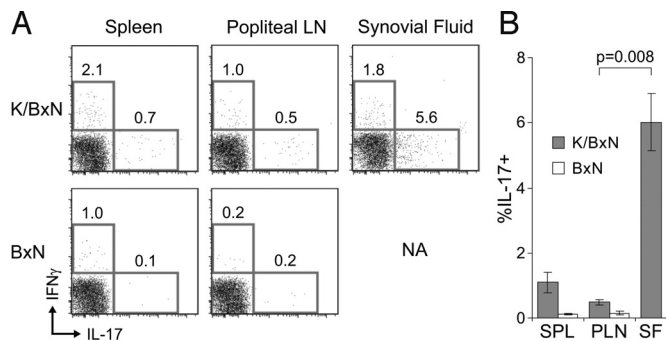 A
Spleen
Popliteal LN
Synovial Fluid
K/BxN
2.1
0.7
1.0
0.5
1.8
5.6
BxN
1.0
0.1
0.2
0.2
NA
IFNγ
IL-17
B
p=0.008
%IL-17+
8
6
4
2
0
K/BxN
BxN
SPL
PLN
SF